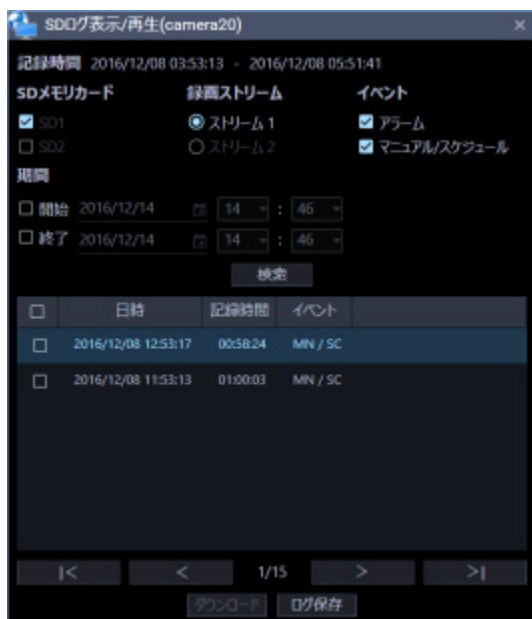 SDログ表示/再生(camera20) ×
記録時間 2016/12/08 03:53:13 - 2016/12/08 05:51:41
SDメモリカード 録画ストリーム イベント
SD1 ストリーム 1 アラーム
SD2 ストリーム 2 マニュアル/スケジュール
期間
開始 2016/12/14 14 : 46
終了 2016/12/14 14 : 46
検索
日時 記録時間 イベント
2016/12/08 12:53:17 00:58:24 MN / SC
2016/12/08 11:53:13 01:00:03 MN / SC
|< < 1/15 > >|
ダウンロード ログ保存